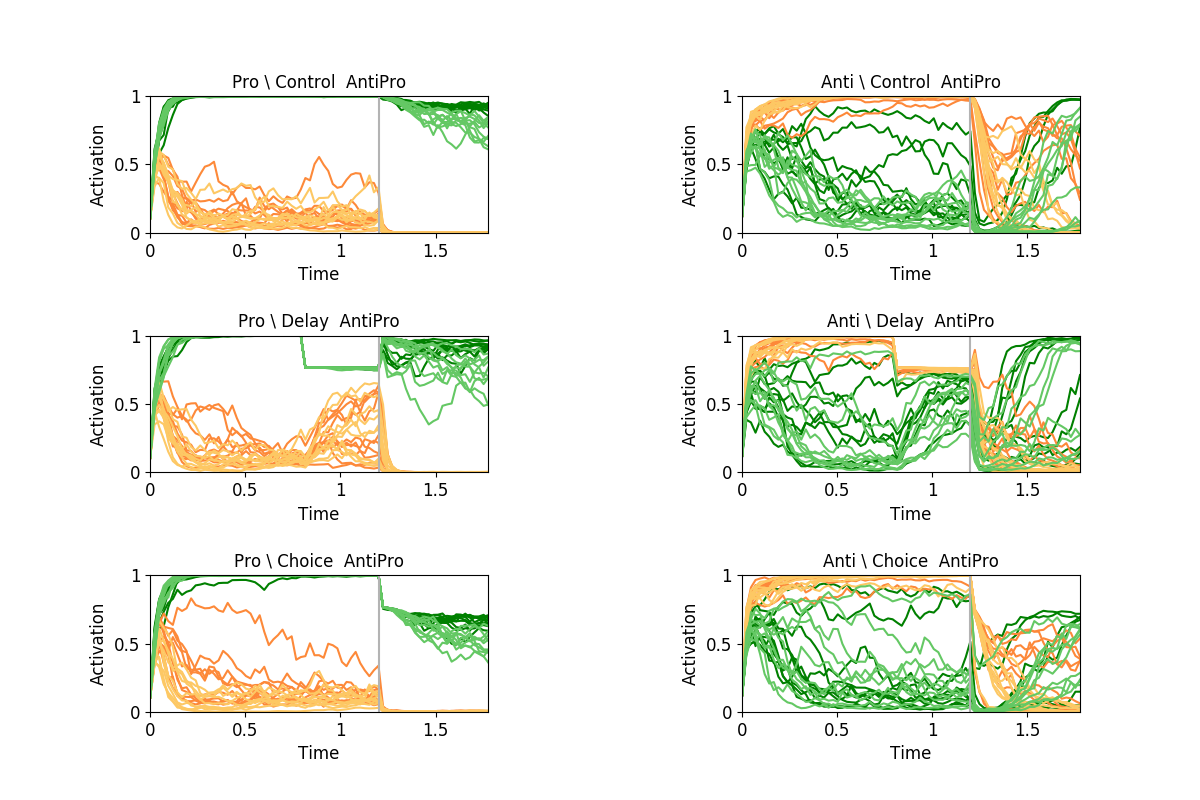 Pro \ Control  AntiPro
Activation
1
0.5
0
0 0.5 1 1.5
Time
Anti \ Control  AntiPro
Activation
1
0.5
0
0 0.5 1 1.5
Time
Pro \ Delay  AntiPro
Activation
1
0.5
0
0 0.5 1 1.5
Time
Anti \ Delay  AntiPro
Activation
1
0.5
0
0 0.5 1 1.5
Time
Pro \ Choice  AntiPro
Activation
1
0.5
0
0 0.5 1 1.5
Time
Anti \ Choice  AntiPro
Activation
1
0.5
0
0 0.5 1 1.5
Time